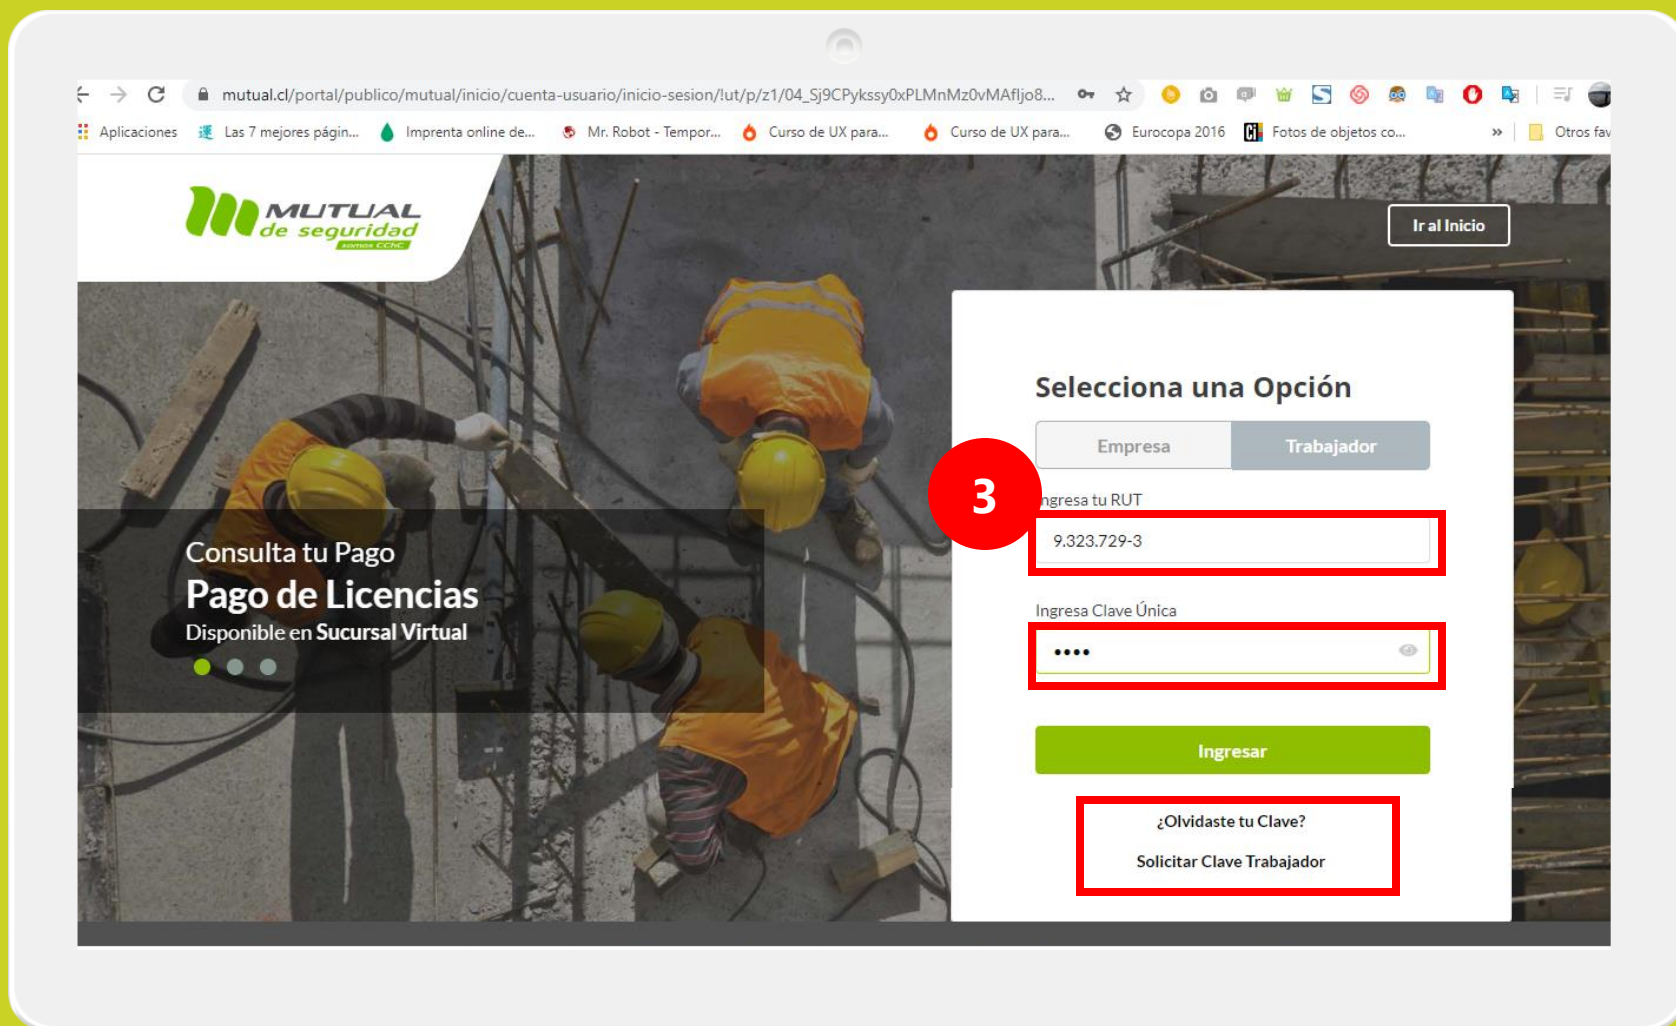 mutual.cl/portal/publico/mutual/inicio/cuenta-usuario/inicio-sesion/!ut/p/z1/04_Sj9CPykssy0xPLMnMz0vMAfIjo8...
Aplicaciones Las 7 mejores págin... Imprenta online de... Mr. Robot - Tempor... Curso de UX para... Curso de UX para... Eurocopa 2016 Fotos de objetos co... » Otros fav
MUTUAL
de seguridad
somos CChC
Ir al Inicio
Selecciona una Opción
Empresa Trabajador
3
ngresa tu RUT
9.323.729-3
Consulta tu Pago
Pago de Licencias
Disponible en Sucursal Virtual
Ingresa Clave Única
••••
Ingresar
¿Olvidaste tu Clave?
Solicitar Clave Trabajador